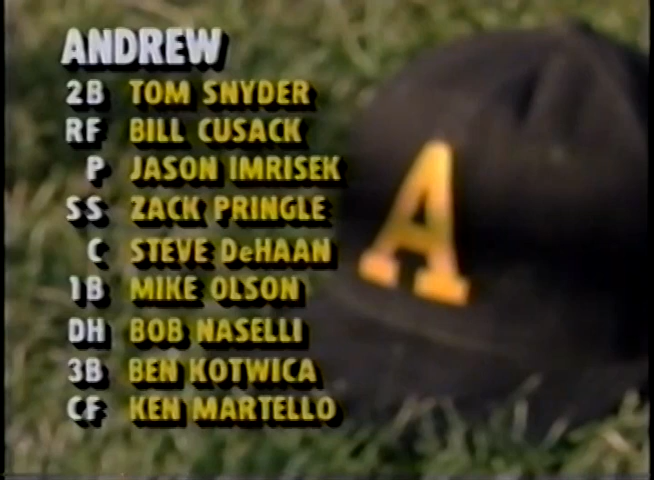 ANDREW
2B TOM SNYDER
RF BILL CUSACK
P JASON IMRISEK
SS ZACK PRINGLE
C STEVE DeHAAN
1B MIKE OLSON
DH BOB NASELLI
3B BEN KOTWICA
CF KEN MARTELLO
A